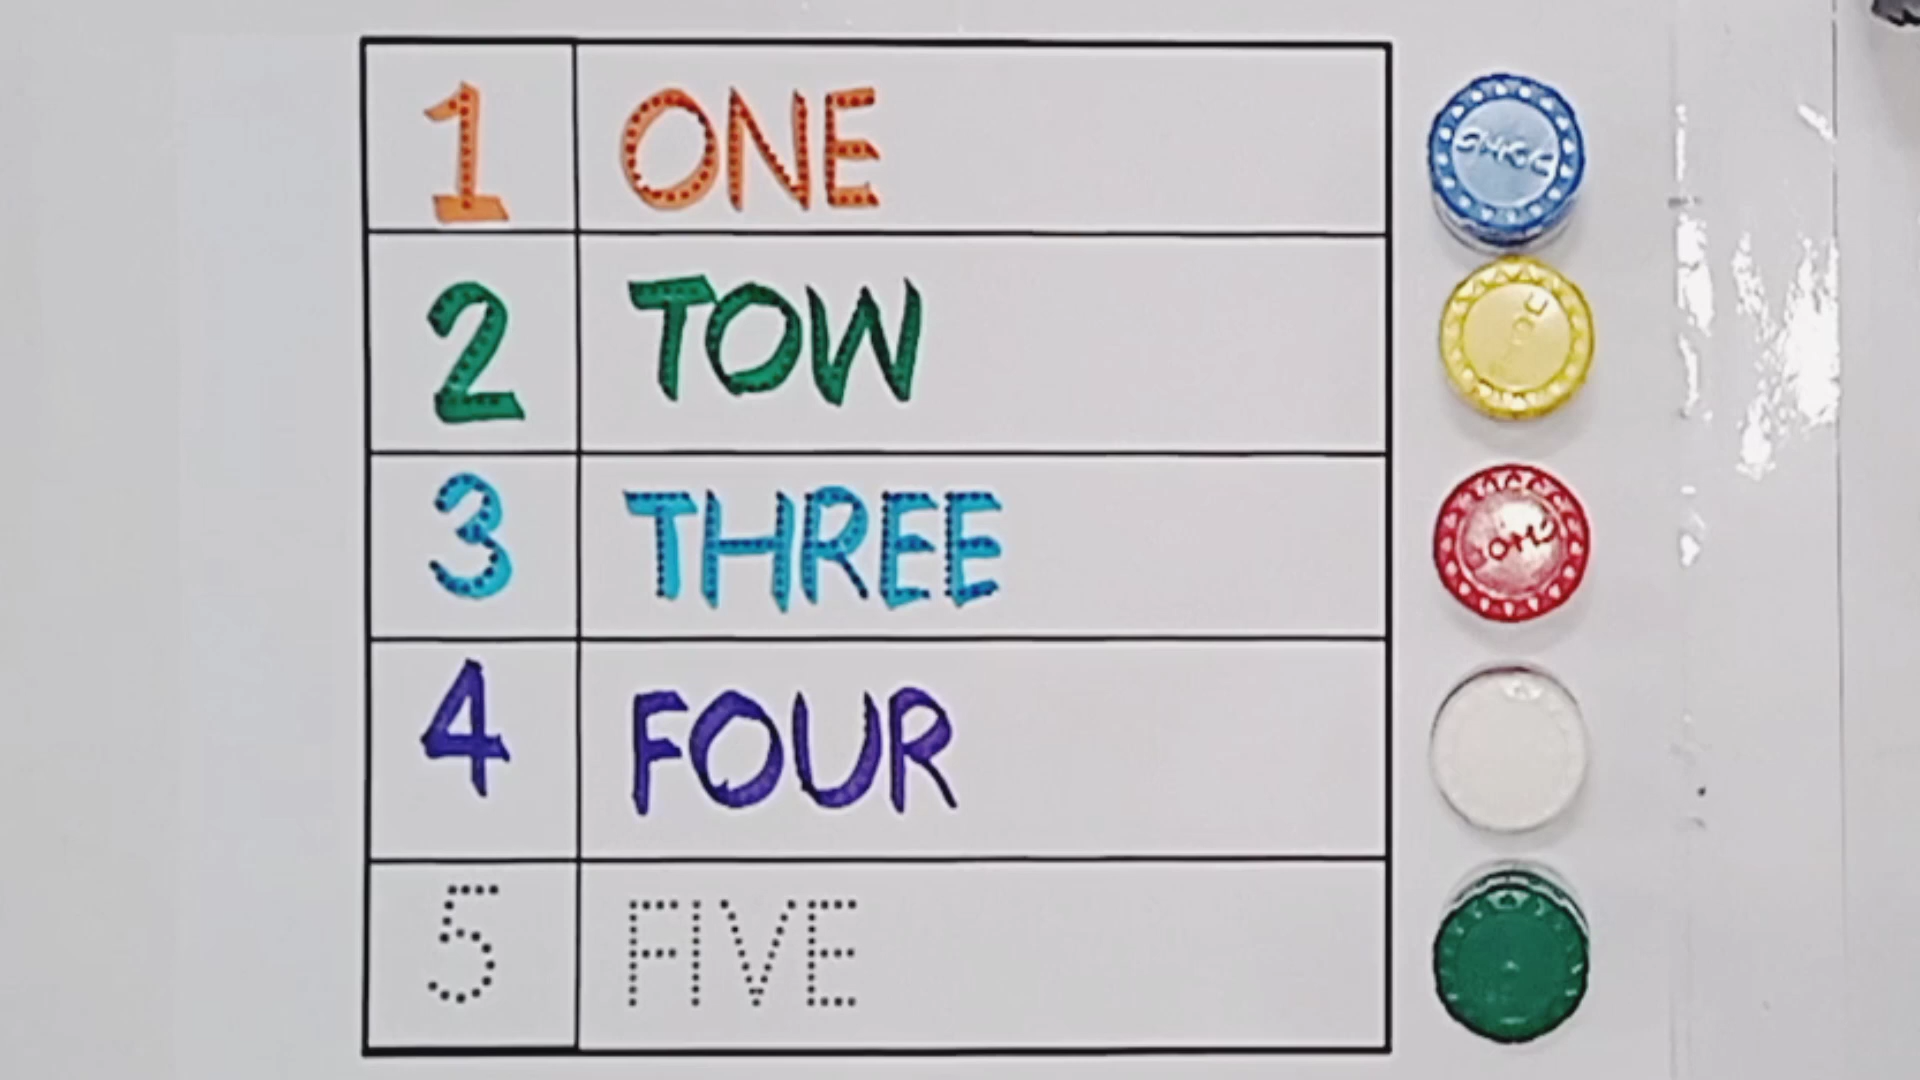 1 ONE
2 TOW
3 THREE
4 FOUR
5 FIVE